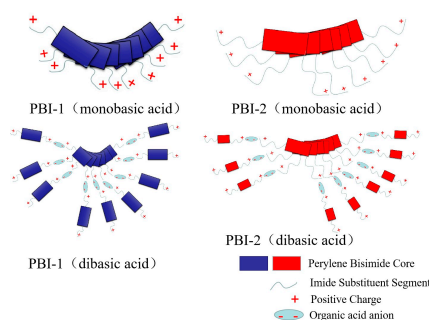 PBI-1（monobasic acid）
PBI-2（monobasic acid）
PBI-1（dibasic acid）
PBI-2（dibasic acid）
Perylene Bisimide Core
Imide Substituent Segment
Positive Charge
Organic acid anion